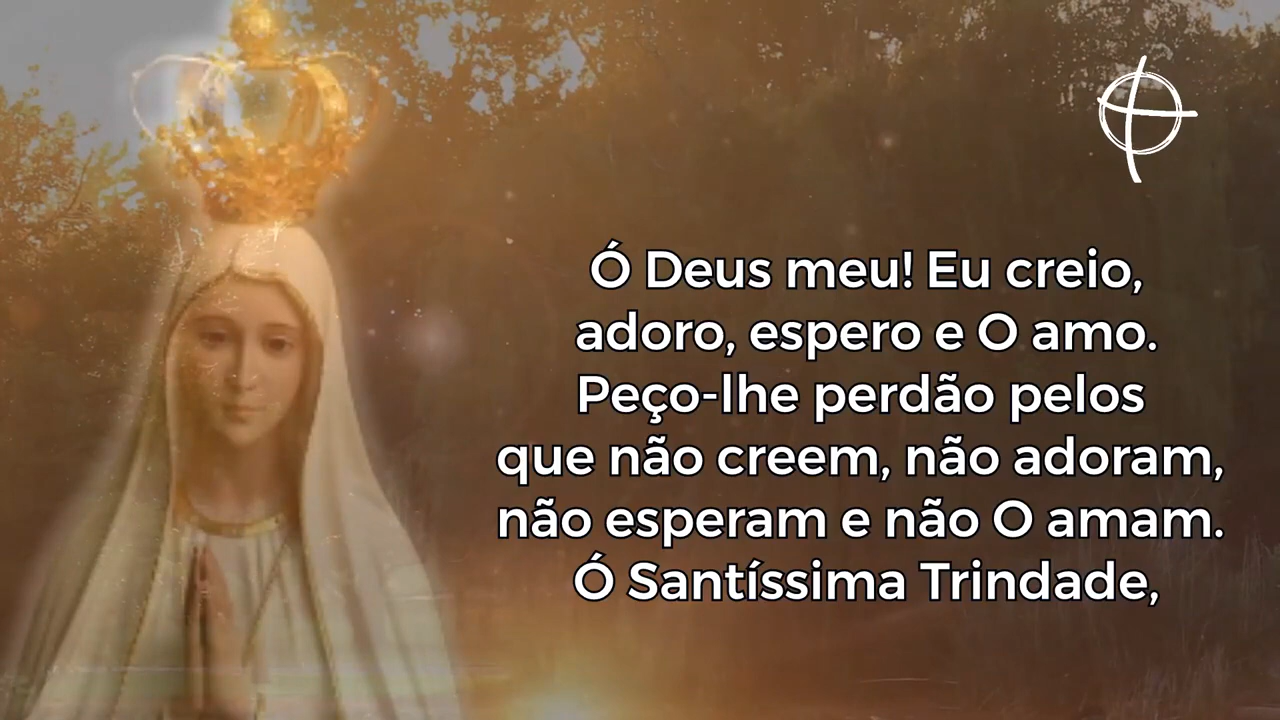 Ó Deus meu! Eu creio,
adoro, espero e O amo.
Peço-lhe perdão pelos
que não creem, não adoram,
não esperam e não O amam.
Ó Santíssima Trindade,